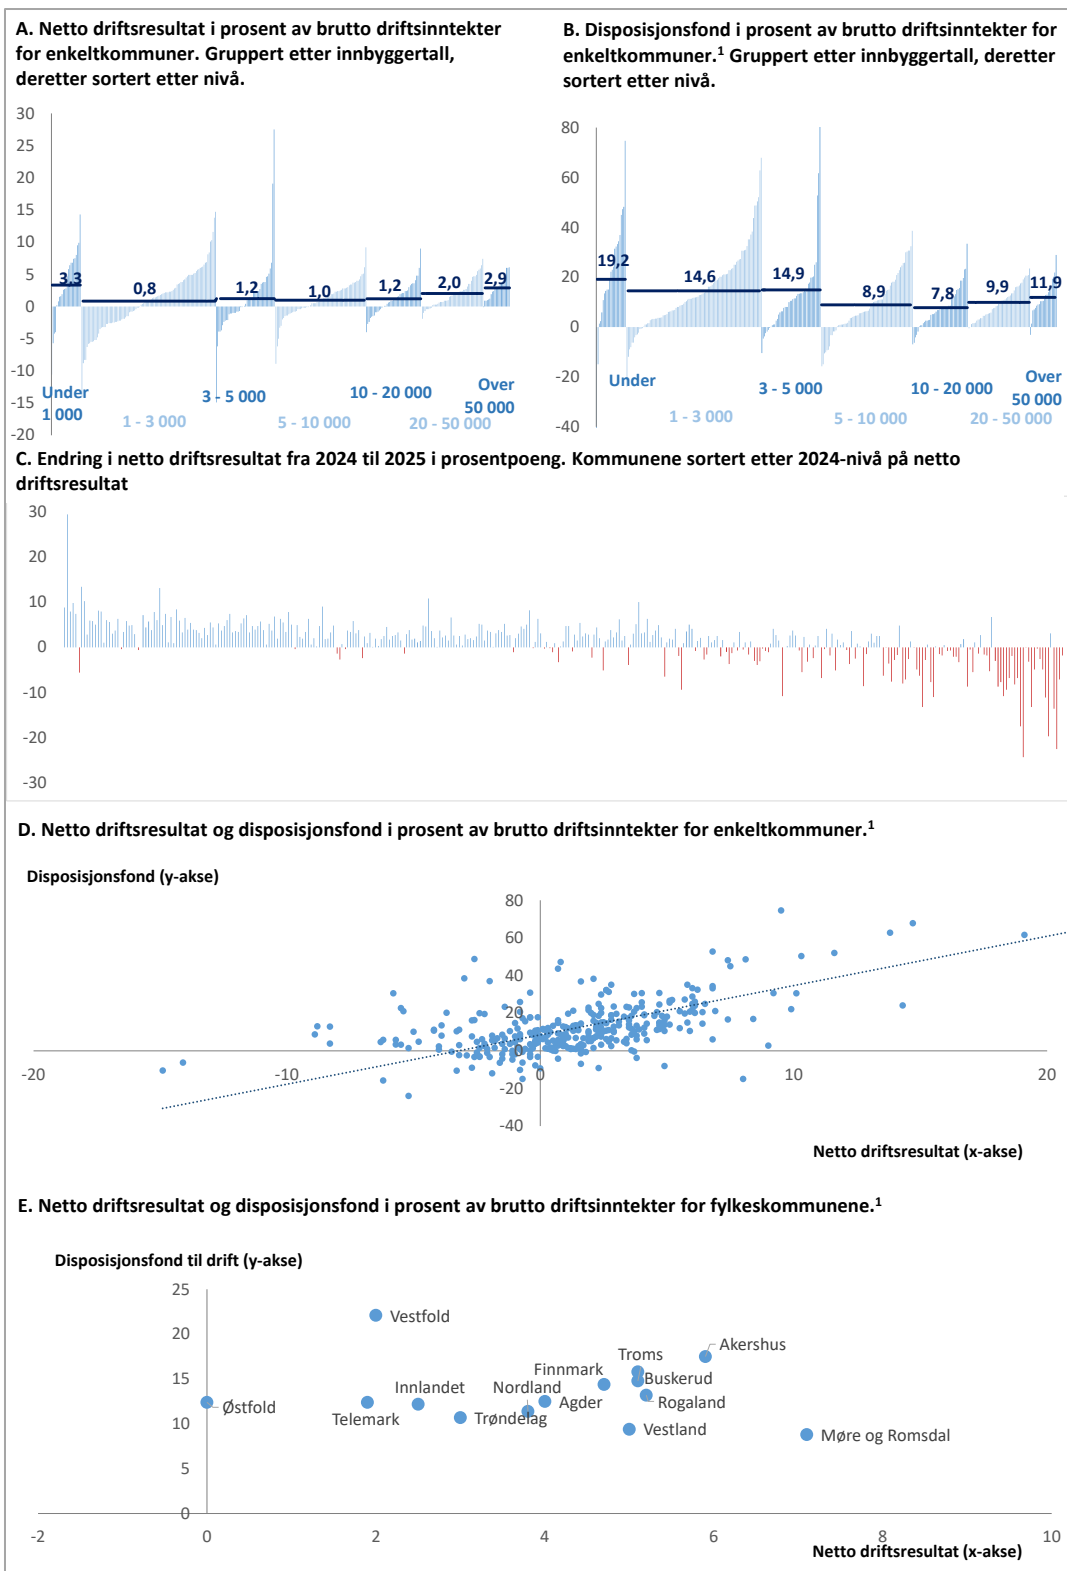 A. Netto driftsresultat i prosent av brutto driftsinntekter
for enkeltkommuner. Gruppert etter innbyggertall,
deretter sortert etter nivå.
30
25
20
15
10
5
0
-5
-10
-15
-20
3,3
0,8
1,2
1,0
1,2
2,0
2,9
Under
1 000
1 - 3 000
3 - 5 000
5 - 10 000
10 - 20 000
20 - 50 000
Over
50 000
B. Disposisjonsfond i prosent av brutto driftsinntekter for
enkeltkommuner.¹ Gruppert etter innbyggertall, deretter
sortert etter nivå.
80
60
40
20
0
-20
-40
19,2
14,6
14,9
8,9
7,8
9,9
11,9
Under
1 - 3 000
3 - 5 000
5 - 10 000
10 - 20 000
20 - 50 000
Over
50 000
C. Endring i netto driftsresultat fra 2024 til 2025 i prosentpoeng. Kommunene sortert etter 2024-nivå på netto
driftsresultat
30
20
10
0
-10
-20
-30
D. Netto driftsresultat og disposisjonsfond i prosent av brutto driftsinntekter for enkeltkommuner.¹
Disposisjonsfond (y-akse)
80
60
40
20
0
-20
-40
-20
-10
0
10
20
Netto driftsresultat (x-akse)
E. Netto driftsresultat og disposisjonsfond i prosent av brutto driftsinntekter for fylkeskommunene.¹
Disposisjonsfond til drift (y-akse)
25
20
15
10
5
0
Vestfold
Akershus
Troms
Finnmark
Buskerud
Innlandet
Nordland
Rogaland
Østfold
Telemark
Trøndelag
Agder
Vestland
Møre og Romsdal
-2
0
2
4
6
8
10
Netto driftsresultat (x-akse)